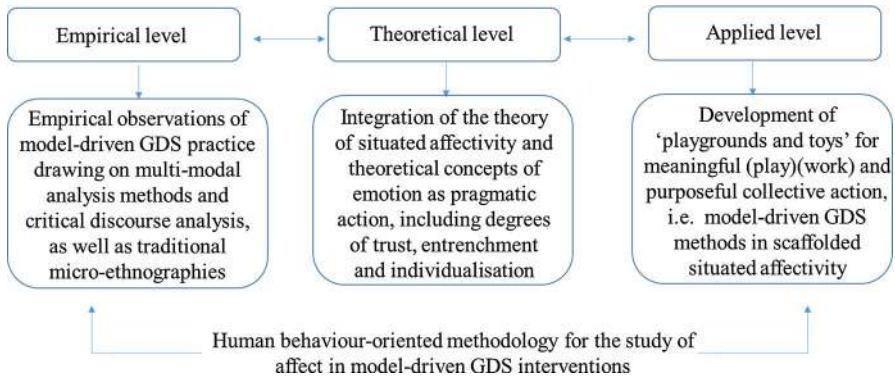 Empirical level
Theoretical level
Applied level
Empirical observations of
model-driven GDS practice
drawing on multi-modal
analysis methods and
critical discourse analysis,
as well as traditional
micro-ethnographies
Integration of the theory
of situated affectivity and
theoretical concepts of
emotion as pragmatic
action, including degrees
of trust, entrenchment
and individualisation
Development of
‘playgrounds and toys’ for
meaningful (play)(work) and
purposeful collective action,
i.e. model-driven GDS
methods in scaffolded
situated affectivity
Human behaviour-oriented methodology for the study of
affect in model-driven GDS interventions